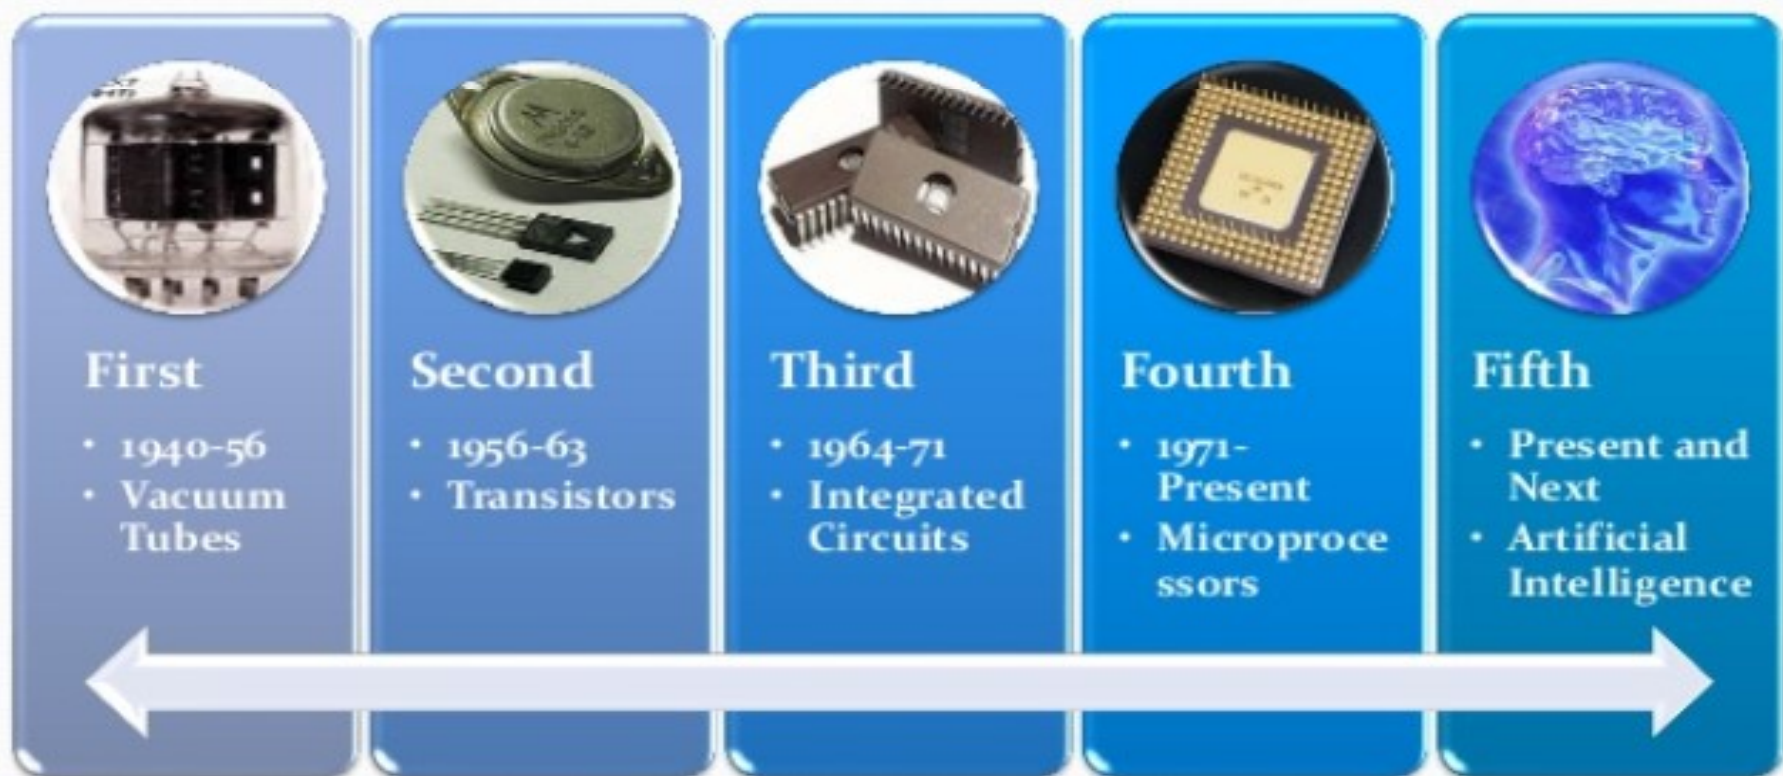 First
• 1940-56
• Vacuum
Tubes
Second
• 1956-63
• Transistors
Third
• 1964-71
• Integrated
Circuits
Fourth
• 1971-
Present
• Microproce
ssors
Fifth
• Present and
Next
• Artificial
Intelligence